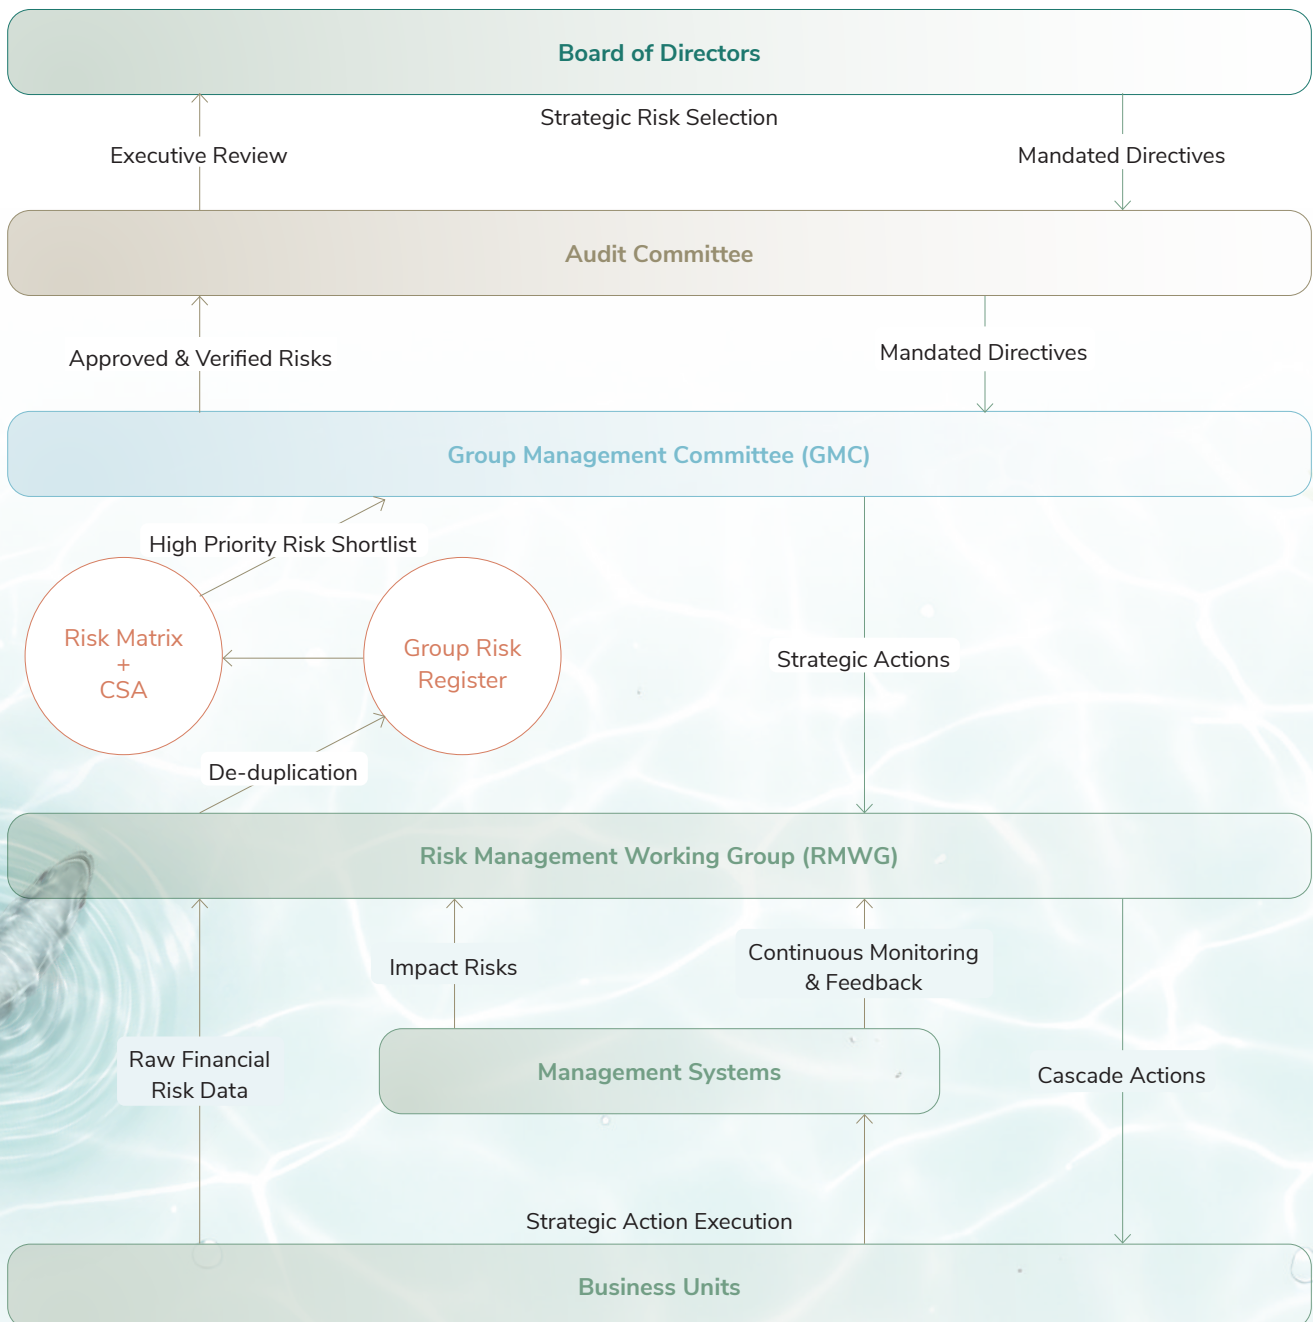 Board of Directors
Strategic Risk Selection
Executive Review
Mandated Directives
Audit Committee
Approved & Verified Risks
Mandated Directives
Group Management Committee (GMC)
High Priority Risk Shortlist
Risk Matrix
+
CSA
Group Risk
Register
Strategic Actions
De-duplication
Risk Management Working Group (RMWG)
Impact Risks
Continuous Monitoring
& Feedback
Raw Financial
Risk Data
Management Systems
Cascade Actions
Strategic Action Execution
Business Units